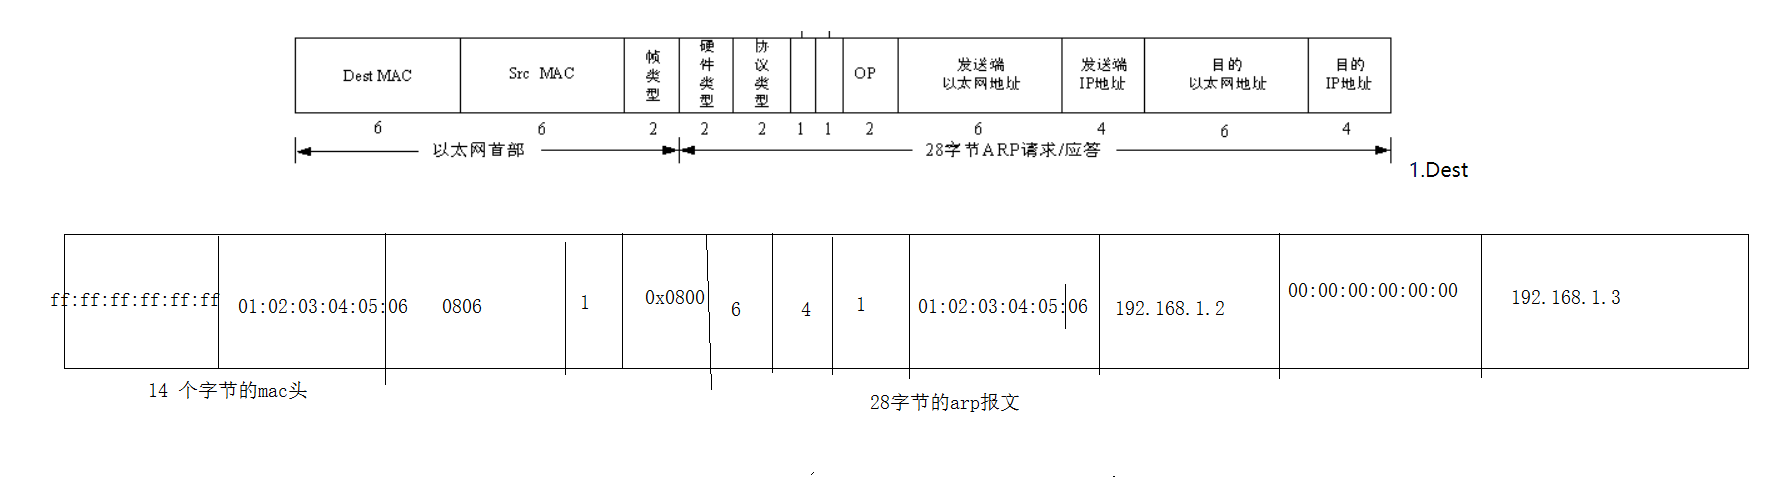 Dest MAC
Src MAC
帧类型
硬件类型
协议类型
OP
发送端
以太网地址
发送端
IP地址
目的
以太网地址
目的
IP地址
6 6 2 2 2 1 1 2 6 4 6 4
以太网首部
28字节ARP请求/应答
1.Dest
ff:ff:ff:ff:ff:ff
01:02:03:04:05:06
0806
1
0x0800
6
4
1
01:02:03:04:05:06
192.168.1.2
00:00:00:00:00:00
192.168.1.3
14 个字节的mac头
28字节的arp报文